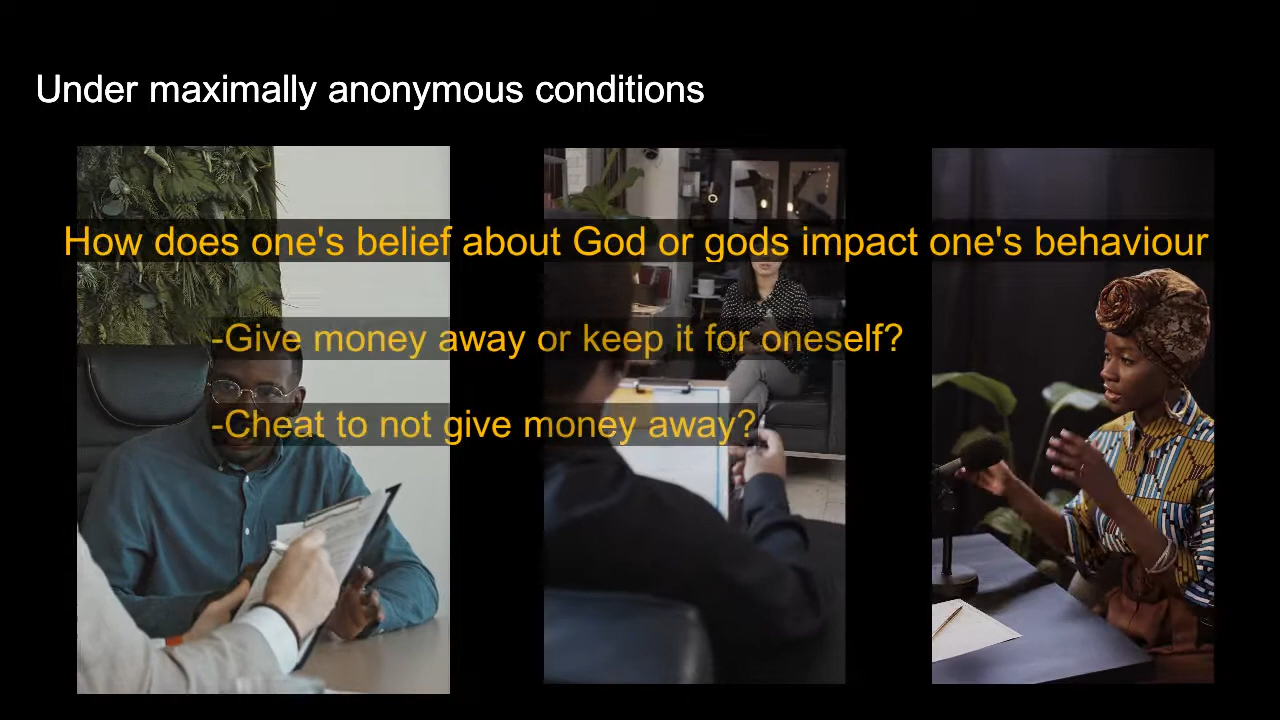 Under maximally anonymous conditions
How does one's belief about God or gods impact one's behaviour
-Give money away or keep it for oneself?
-Cheat to not give money away?